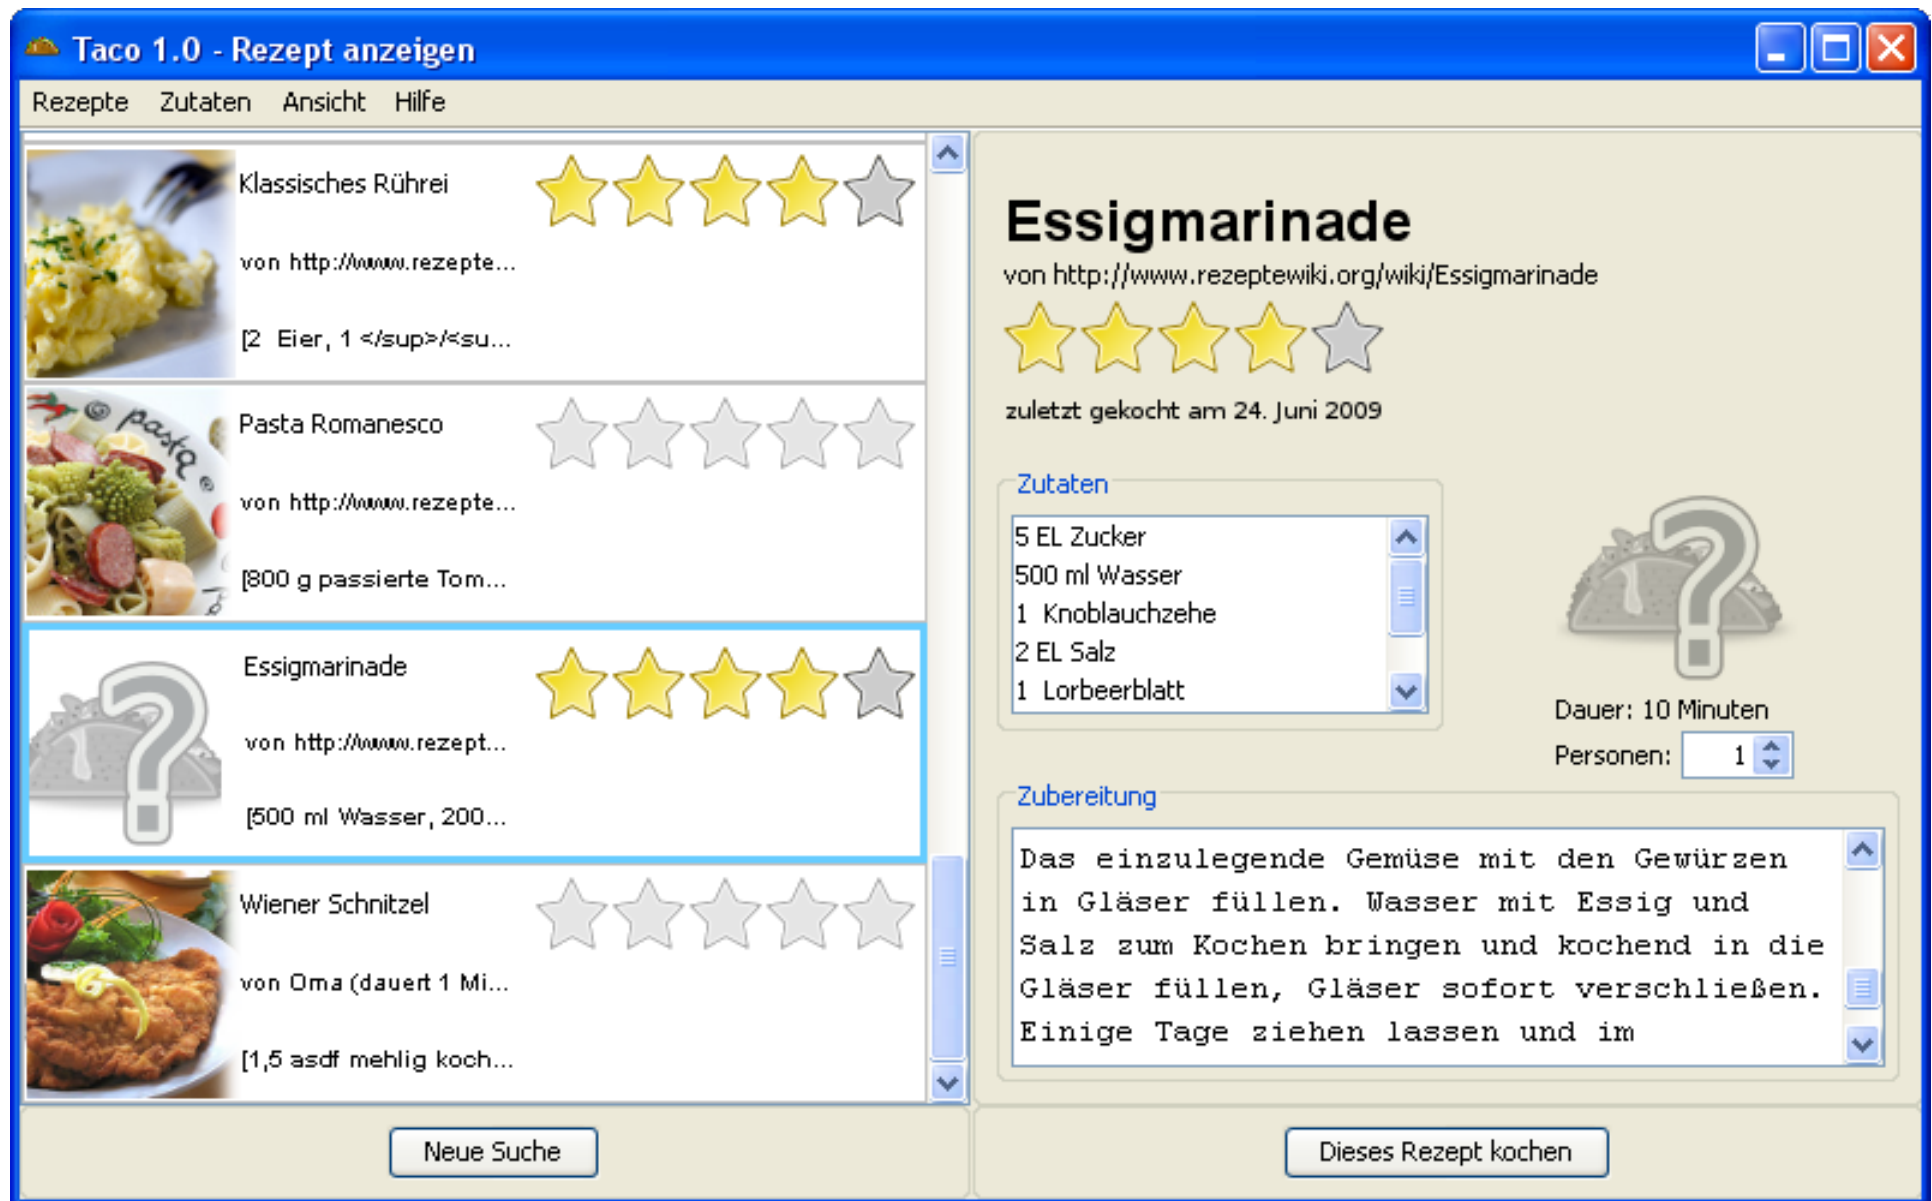 Taco 1.0 - Rezept anzeigen
Rezepte Zutaten Ansicht Hilfe
Klassisches Rührei
von http://www.rezepte...
[2 Eier, 1 </sup>/<su...
pasta
Pasta Romanesco
von http://www.rezepte...
[800 g passierte Tom...
Essigmarinade
von http://www.rezept...
[500 ml Wasser, 200...
Wiener Schnitzel
von Oma (dauert 1 Mi...
[1,5 asdf mehlig koch...
Neue Suche
Essigmarinade
von http://www.rezeptewiki.org/wiki/Essigmarinade
zuletzt gekocht am 24. Juni 2009
Zutaten
5 EL Zucker
500 ml Wasser
1 Knoblauchzehe
2 EL Salz
1 Lorbeerblatt
?
Dauer: 10 Minuten
Personen: 1
Zubereitung
Das einzulegende Gemüse mit den Gewürzen
in Gläser füllen. Wasser mit Essig und
Salz zum Kochen bringen und kochend in die
Gläser füllen, Gläser sofort verschließen.
Einige Tage ziehen lassen und im
Dieses Rezept kochen